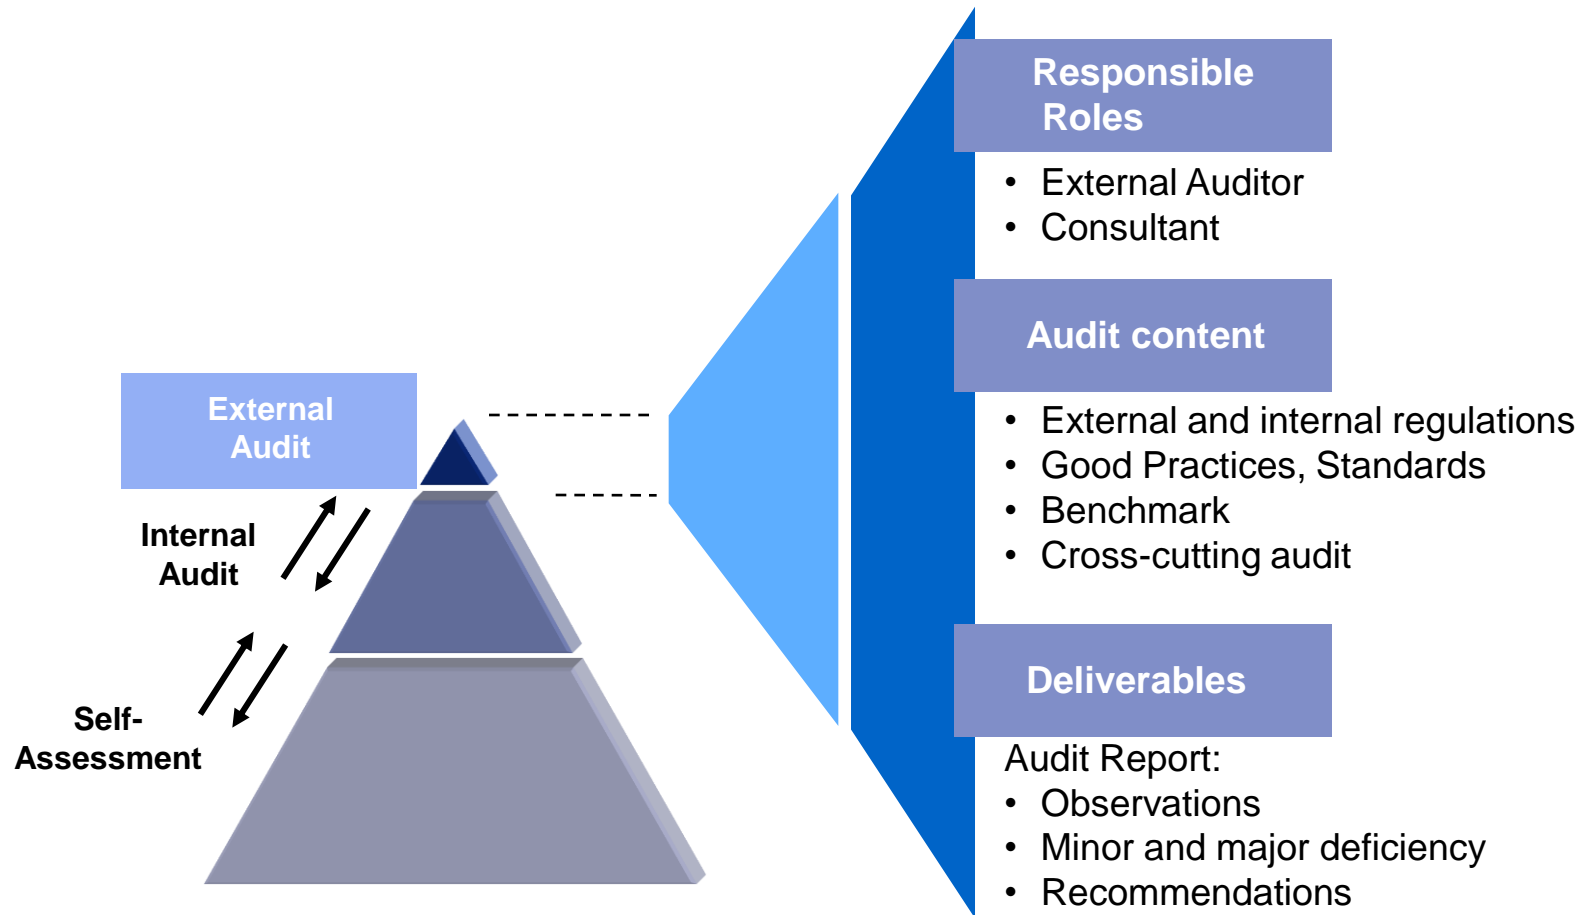 External
Audit
Internal
Audit
Self-
Assessment
Responsible
Roles
• External Auditor
• Consultant
Audit content
• External and internal regulations
• Good Practices, Standards
• Benchmark
• Cross-cutting audit
Deliverables
Audit Report:
• Observations
• Minor and major deficiency
• Recommendations